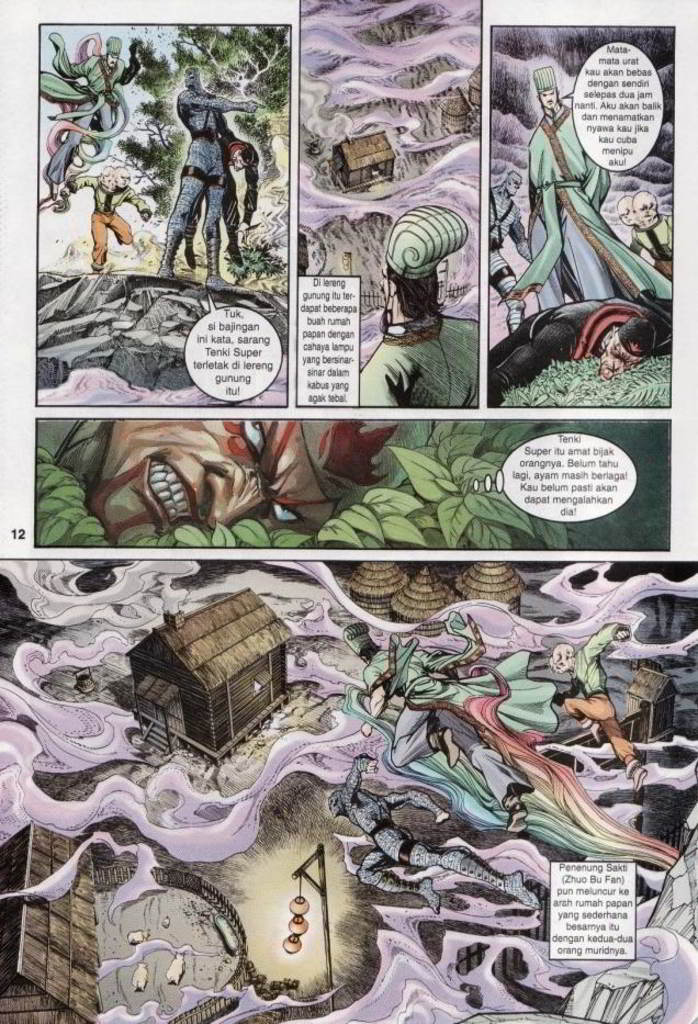 Tuk,
si bajingan
ini kata, sarang
Tenki Super
terletak di lereng
gunung
itu!
Di lereng
gunung itu ter-
dapat beberapa
buah rumah
papan dengan
cahaya lampu
yang bersinar-
sinar dalam
kabus yang
agak tebal.
Mata-
mata urat
kau akan bebas
dengan sendiri
selepas dua jam
nanti. Aku akan balik
dan menamatkan
nyawa kau jika
kau cuba
menipu
aku!
Tenki
Super itu amat bijak
orangnya. Belum tahu
lagi, ayam masih berlaga!
Kau belum pasti akan
dapat mengalahkan
dia!
12
Penenung Sakti
(Zhuo Bu Fan)
pun meluncur ke
arah rumah papan
yang sederhana
besarnya itu
dengan kedua-dua
orang muridnya.